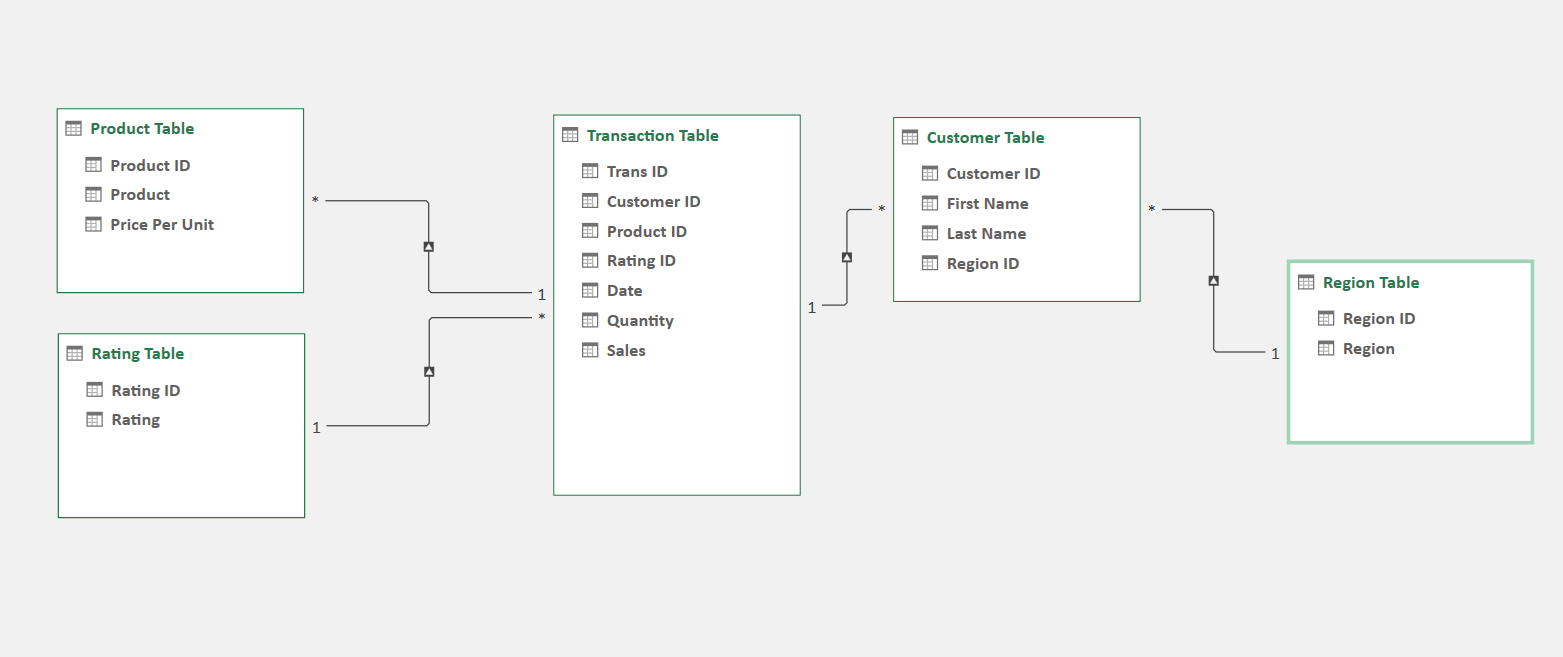 Product Table
Product ID
Product
Price Per Unit
*
1
Rating Table
Rating ID
Rating
1
*
Transaction Table
Trans ID
Customer ID
Product ID
Rating ID
Date
Quantity
Sales
1
*
Customer Table
Customer ID
First Name
Last Name
Region ID
*
1
Region Table
Region ID
Region